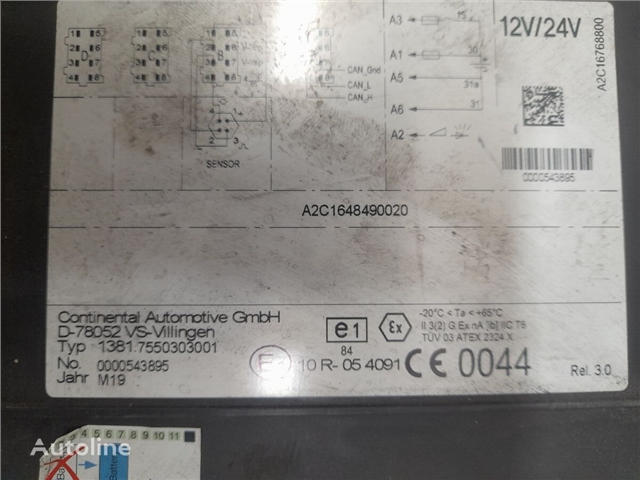 A3
15
12V/24V
A2C16768800
A1
30
D
C
B
CAN_Gnd
CAN_L
CAN_H
A5
31a
A6
31
A2
SENSOR
0000543895
A2C1648490020
Continental Automotive GmbH
D-78052 VS-Villingen
Typ 1381.7550303001
No. 0000543895
Jahr M19
e1
84
Ex
-20°C < Ta < +65°C
II 3(2) G Ex nA [ib] IIC T6
TÜV 03 ATEX 2324 X
E
10 R- 05 4091
CE 0044
Rel. 3.0
4 5 6 7 8 9 10 11
Autoline